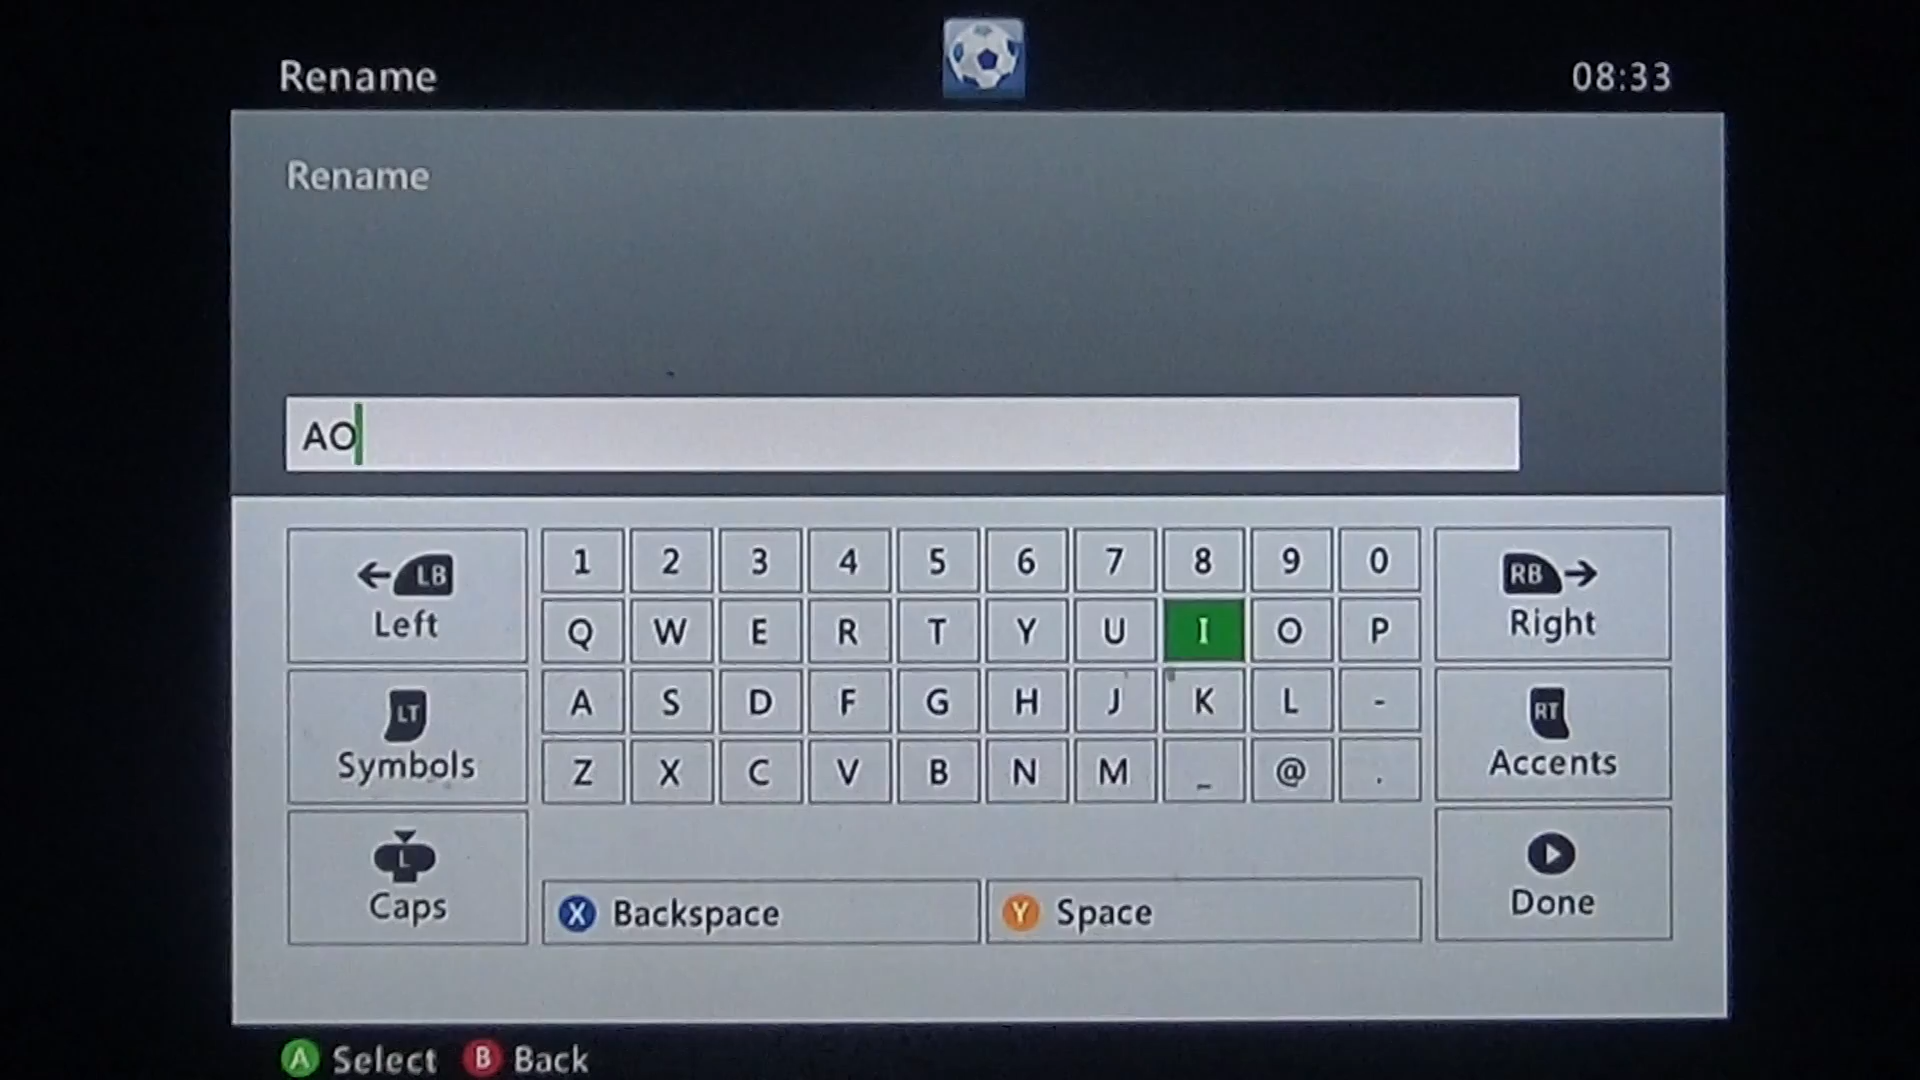 Rename
08:33
Rename
AO
LB
Left
1 2 3 4 5 6 7 8 9 0
RB
Right
Q W E R T Y U I O P
LT
Symbols
A S D F G H J K L -
RT
Accents
Z X C V B N M _ @ .
L
Caps
X Backspace
Y Space
Done
A Select B Back